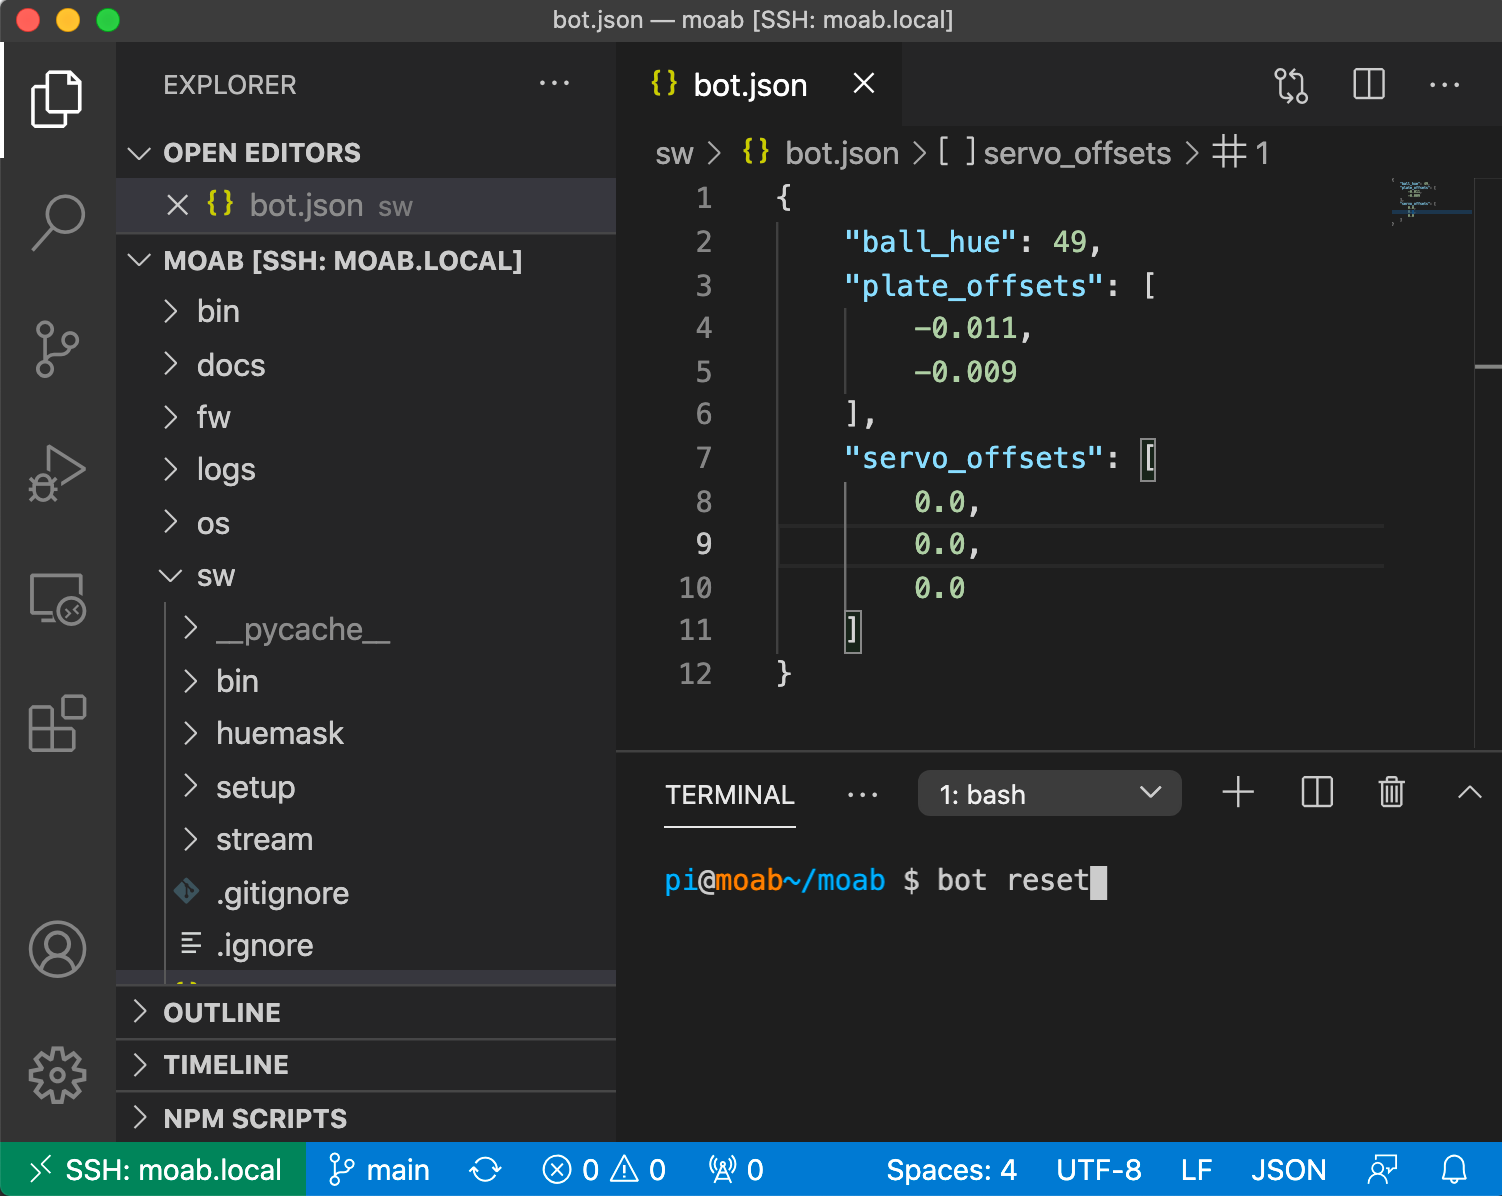 bot.json — moab [SSH: moab.local]
EXPLORER
OPEN EDITORS
bot.json sw
MOAB [SSH: MOAB.LOCAL]
bin
docs
fw
logs
os
sw
__pycache__
bin
huemask
setup
stream
.gitignore
.ignore
OUTLINE
TIMELINE
NPM SCRIPTS
{} bot.json
sw > {} bot.json > [ ] servo_offsets > # 1
1 {
2 "ball_hue": 49,
3 "plate_offsets": [
4 -0.011,
5 -0.009
6 ],
7 "servo_offsets": [
8 0.0,
9 0.0,
10 0.0
11 ]
12 }
TERMINAL ··· 1: bash
pi@moab~/moab $ bot reset
SSH: moab.local main 0 0 0 Spaces: 4 UTF-8 LF JSON